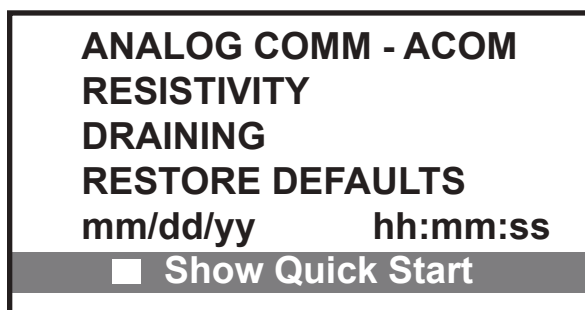 ANALOG COMM - ACOM
RESISTIVITY
DRAINING
RESTORE DEFAULTS
mm/dd/yy hh:mm:ss
Show Quick Start